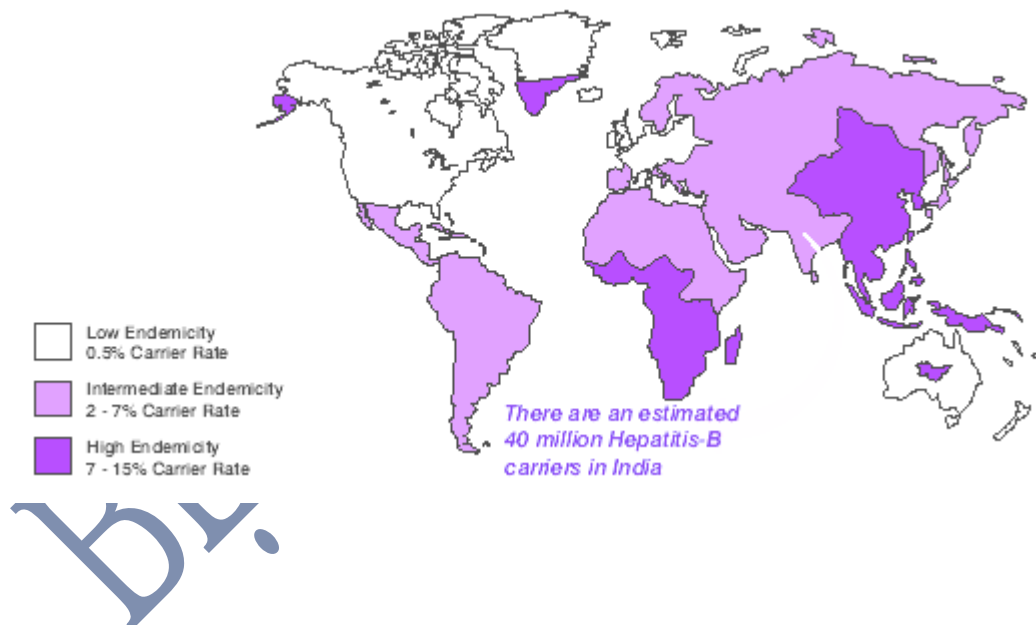 Low Endemicity
0.5% Carrier Rate
Intermediate Endemicity
2 - 7% Carrier Rate
High Endemicity
7 - 15% Carrier Rate
There are an estimated
40 million Hepatitis-B
carriers in India